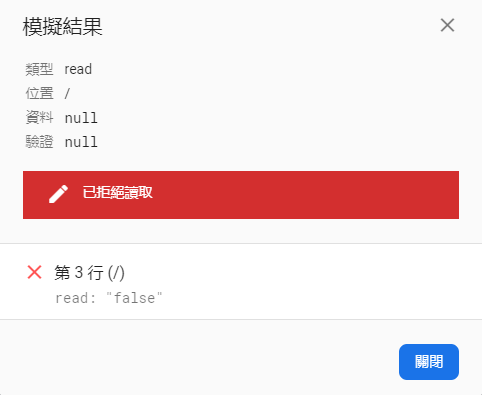 模擬結果
類型 read
位置 /
資料 null
驗證 null
已拒絕讀取
第 3 行 (/)
read: "false"
關閉